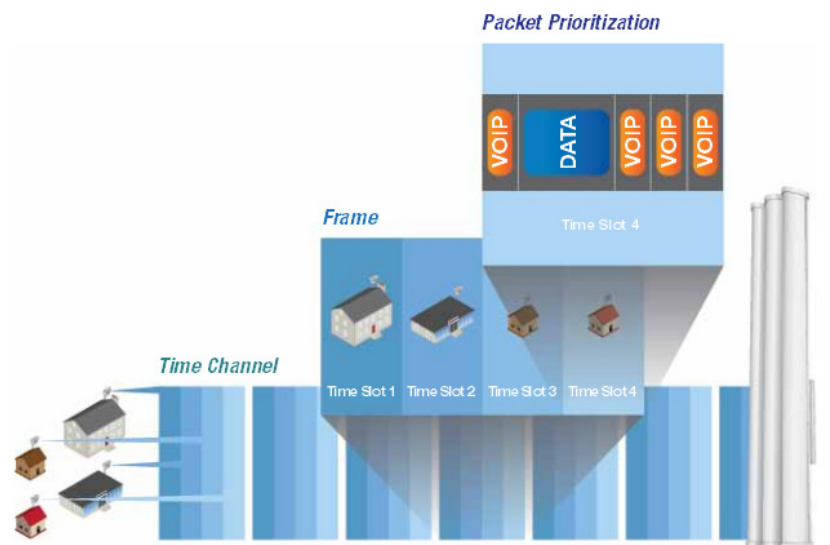 Packet Prioritization
VOIP
DATA
VOIP
VOIP
VOIP
Time Slot 4
Frame
Time Slot 1
Time Slot 2
Time Slot 3
Time Slot 4
Time Channel